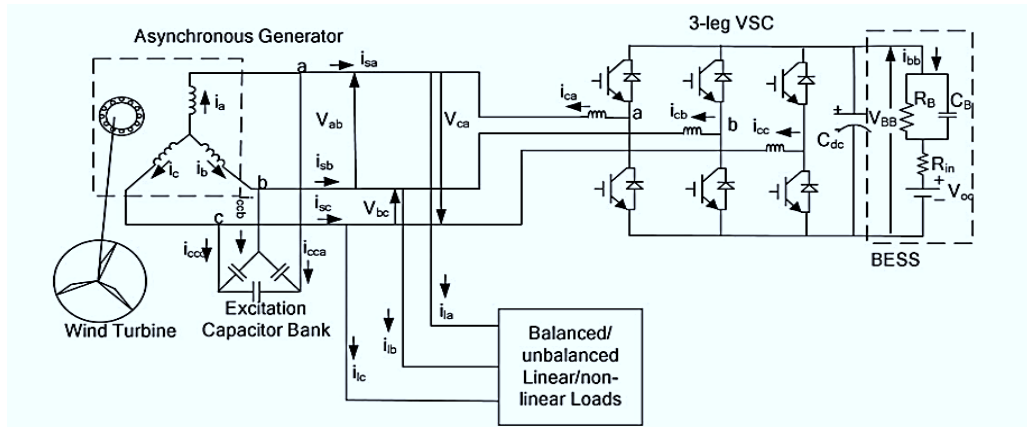 3-leg VSC
Asynchronous Generator
a
i_sa
i_a
V_ab
V_ca
i_ca
a
i_cb
b
i_cc
C_dc
V_BB
i_bb
R_B
C_B
R_in
V_oc
BESS
i_c
i_b
b
i_sb
i_sc
V_bc
c
i_ccb
i_ccc
i_cca
Excitation
Capacitor Bank
Wind Turbine
i_la
i_lb
i_lc
Balanced/
unbalanced
Linear/non-
linear Loads